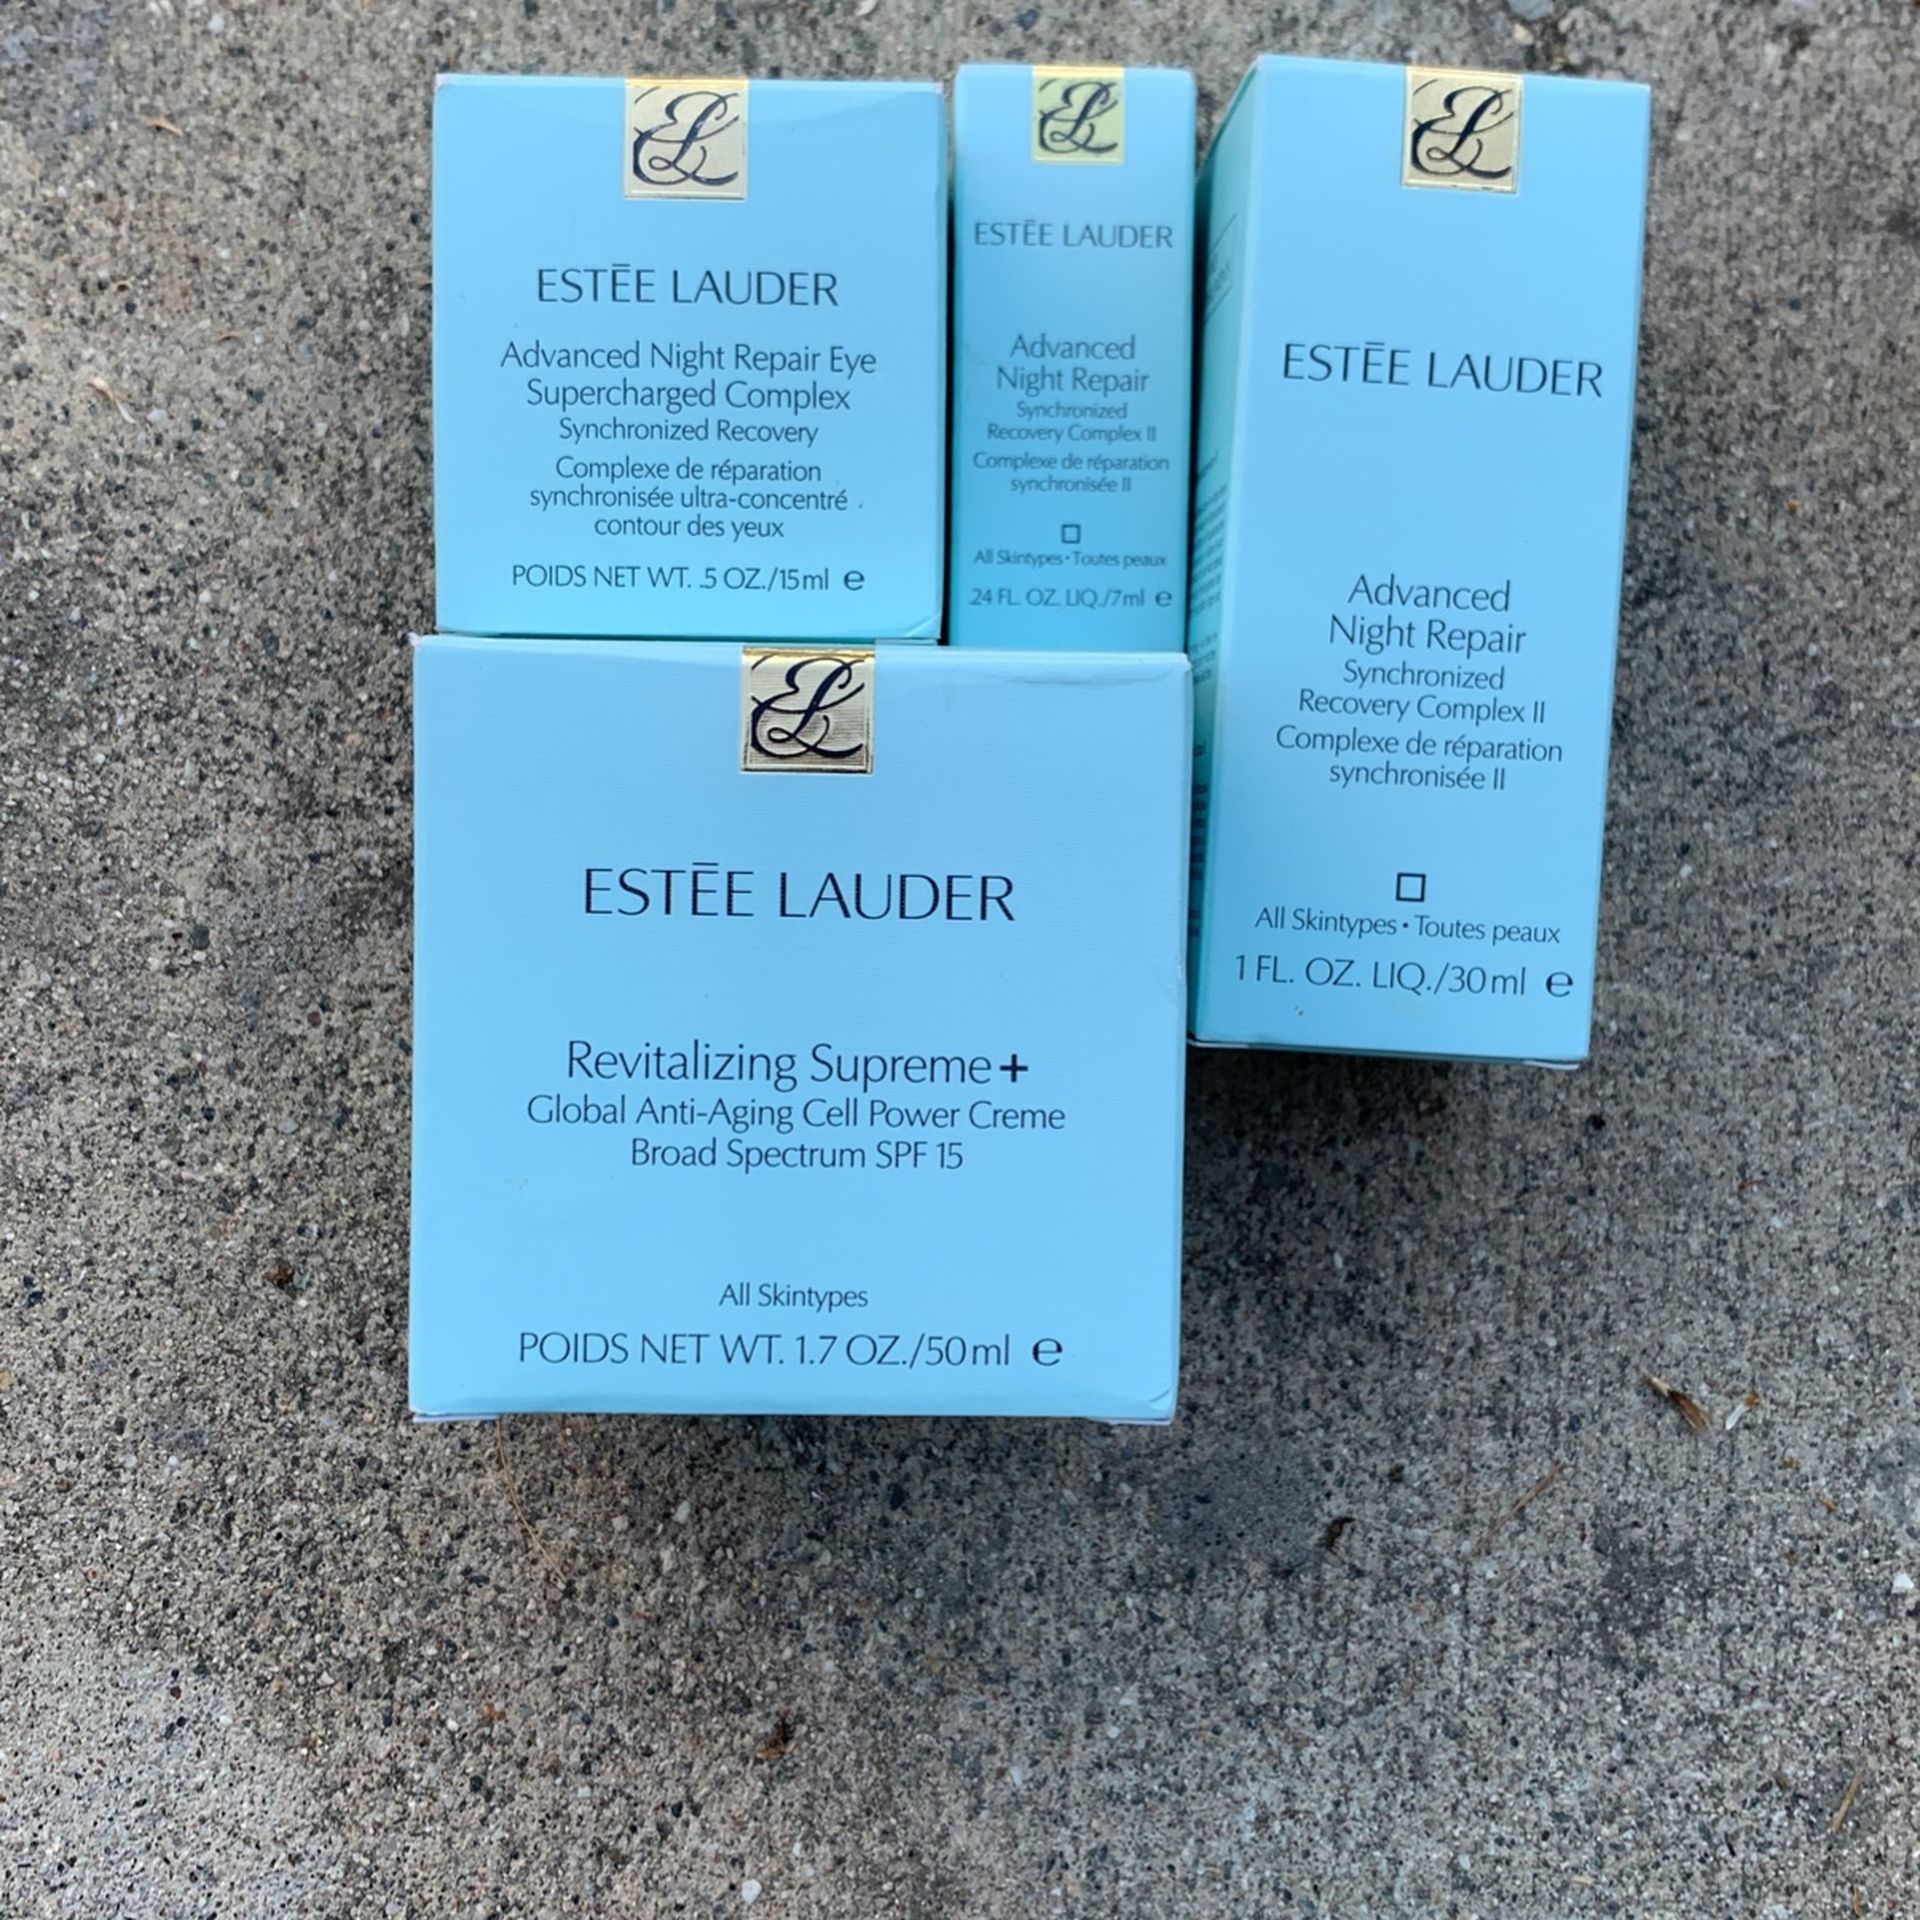 ESTĒE LAUDER
Advanced Night Repair Eye
Supercharged Complex
Synchronized Recovery
Complexe de réparation
synchronisée ultra-concentré
contour des yeux
POIDS NET WT. .5 OZ./15ml e
ESTĒE LAUDER
Advanced
Night Repair
Synchronized
Recovery Complex II
Complexe de réparation
synchronisée II
All Skintypes • Toutes peaux
.24 FL. OZ. LIQ./7ml e
ESTĒE LAUDER
Advanced
Night Repair
Synchronized
Recovery Complex II
Complexe de réparation
synchronisée II
All Skintypes • Toutes peaux
1 FL. OZ. LIQ./30ml e
ESTĒE LAUDER
Revitalizing Supreme+
Global Anti-Aging Cell Power Creme
Broad Spectrum SPF 15
All Skintypes
POIDS NET WT. 1.7 OZ./50ml e